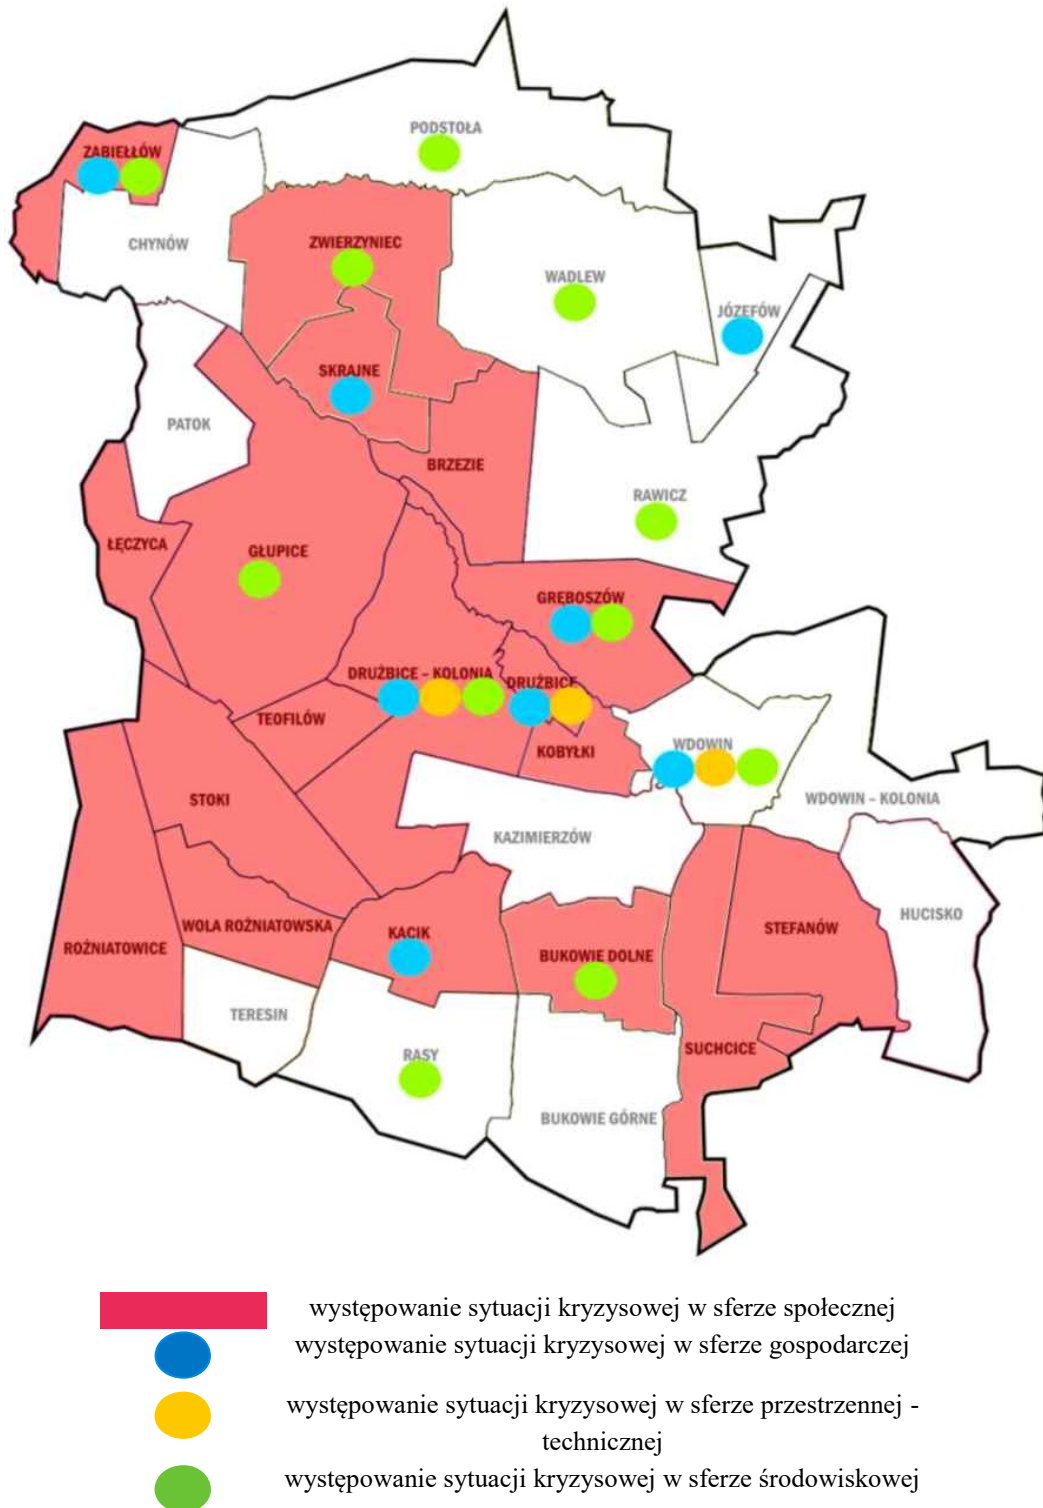 PODSTOŁA
ZABIEŁŁÓW
CHYNÓW
ZWIERZYNIEC
WADLEW
JÓZEFÓW
SKRAJNE
PATOK
BRZEZIE
RAWICZ
ŁĘCZYCA
GŁUPICE
GRĘBOSZÓW
DRUŻBICE – KOLONIA
DRUŻBICE
TEOFILÓW
KOBYŁKI
WDOWIN
STOKI
WDOWIN – KOLONIA
KAZIMIERZÓW
HUCISKO
WOLA ROŹNIATOWSKA
STEFANÓW
KĄCIK
ROŹNIATOWICE
BUKOWIE DOLNE
TERESIN
SUCHCICE
RASY
BUKOWIE GÓRNE
występowanie sytuacji kryzysowej w sferze społecznej
występowanie sytuacji kryzysowej w sferze gospodarczej
występowanie sytuacji kryzysowej w sferze przestrzennej -
technicznej
występowanie sytuacji kryzysowej w sferze środowiskowej